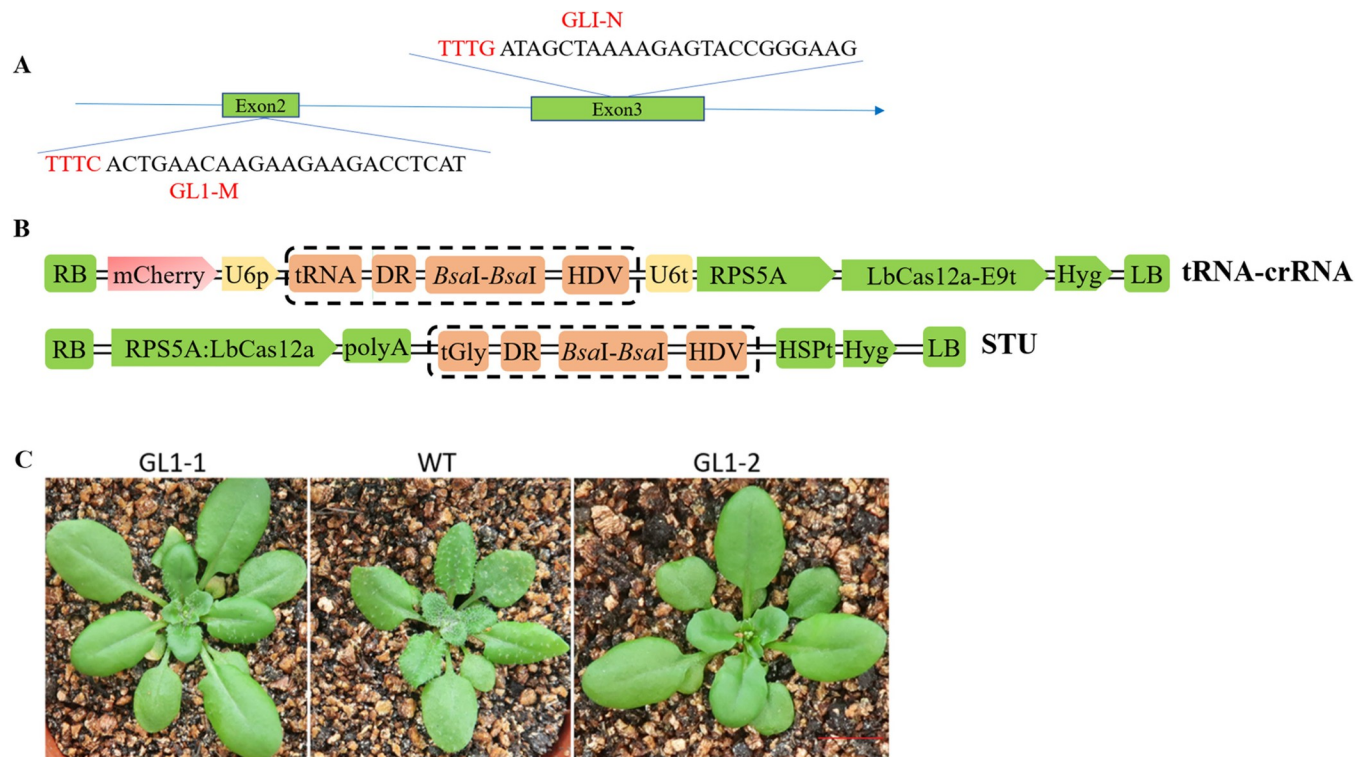 A
GLI-N
TTTG ATAGCTAAAAGAGTACCGGGAAG
Exon2
Exon3
TTTC ACTGAACAAGAAGAAGACCTCAT
GL1-M
B
RB mCherry U6p tRNA DR BsaI-BsaI HDV U6t RPS5A LbCas12a-E9t Hyg LB tRNA-crRNA
RB RPS5A:LbCas12a polyA tGly DR BsaI-BsaI HDV HSPt Hyg LB STU
C
GL1-1 WT GL1-2